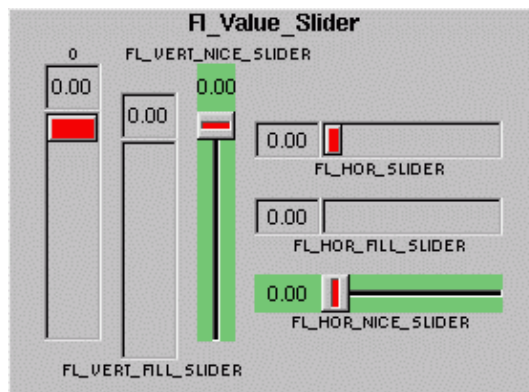 Fl_Value_Slider
0
FL_VERT_NICE_SLIDER
0.00
0.00
0.00
0.00
FL_HOR_SLIDER
0.00
FL_HOR_FILL_SLIDER
0.00
FL_HOR_NICE_SLIDER
FL_VERT_FILL_SLIDER